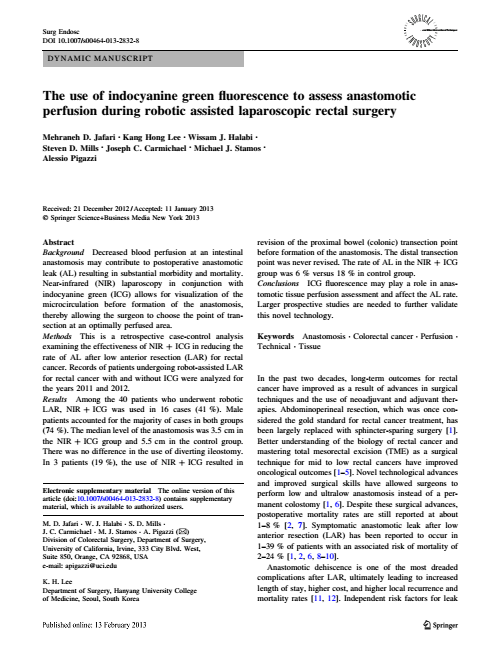 Surg Endosc
DOI 10.1007/s00464-013-2832-8
DYNAMIC MANUSCRIPT
The use of indocyanine green fluorescence to assess anastomotic
perfusion during robotic assisted laparoscopic rectal surgery
Mehraneh D. Jafari · Kang Hong Lee · Wissam J. Halabi ·
Steven D. Mills · Joseph C. Carmichael · Michael J. Stamos ·
Alessio Pigazzi
Received: 21 December 2012 / Accepted: 11 January 2013
© Springer Science+Business Media New York 2013
Abstract
Background Decreased blood perfusion at an intestinal
anastomosis may contribute to postoperative anastomotic
leak (AL) resulting in substantial morbidity and mortality.
Near-infrared (NIR) laparoscopy in conjunction with
indocyanine green (ICG) allows for visualization of the
microcirculation before formation of the anastomosis,
thereby allowing the surgeon to choose the point of tran-
section at an optimally perfused area.
Methods This is a retrospective case-control analysis
examining the effectiveness of NIR + ICG in reducing the
rate of AL after low anterior resection (LAR) for rectal
cancer. Records of patients undergoing robot-assisted LAR
for rectal cancer with and without ICG were analyzed for
the years 2011 and 2012.
Results Among the 40 patients who underwent robotic
LAR, NIR + ICG was used in 16 cases (41 %). Male
patients accounted for the majority of cases in both groups
(74 %). The median level of the anastomosis was 3.5 cm in
the NIR + ICG group and 5.5 cm in the control group.
There was no difference in the use of diverting ileostomy.
In 3 patients (19 %), the use of NIR + ICG resulted in
Electronic supplementary material The online version of this
article (doi:10.1007/s00464-013-2832-8) contains supplementary
material, which is available to authorized users.
M. D. Jafari · W. J. Halabi · S. D. Mills ·
J. C. Carmichael · M. J. Stamos · A. Pigazzi (✉)
Division of Colorectal Surgery, Department of Surgery,
University of California, Irvine, 333 City Blvd. West,
Suite 850, Orange, CA 92868, USA
e-mail: apigazzi@uci.edu
K. H. Lee
Department of Surgery, Hanyang University College
of Medicine, Seoul, South Korea
revision of the proximal bowel (colonic) transection point
before formation of the anastomosis. The distal transection
point was never revised. The rate of AL in the NIR + ICG
group was 6 % versus 18 % in control group.
Conclusions ICG fluorescence may play a role in anas-
tomotic tissue perfusion assessment and affect the AL rate.
Larger prospective studies are needed to further validate
this novel technology.
Keywords Anastomosis · Colorectal cancer · Perfusion ·
Technical · Tissue
In the past two decades, long-term outcomes for rectal
cancer have improved as a result of advances in surgical
techniques and the use of neoadjuvant and adjuvant ther-
apies. Abdominoperineal resection, which was once con-
sidered the gold standard for rectal cancer treatment, has
been largely replaced with sphincter-sparing surgery [1].
Better understanding of the biology of rectal cancer and
mastering total mesorectal excision (TME) as a surgical
technique for mid to low rectal cancers have improved
oncological outcomes [1–5]. Novel technological advances
and improved surgical skills have allowed surgeons to
perform low and ultralow anastomosis instead of a per-
manent colostomy [1, 6]. Despite these surgical advances,
postoperative mortality rates are still reported at about
1–8 % [2, 7]. Symptomatic anastomotic leak after low
anterior resection (LAR) has been reported to occur in
1–39 % of patients with an associated risk of mortality of
2–24 % [1, 2, 6, 8–10].
Anastomotic dehiscence is one of the most dreaded
complications after LAR, ultimately leading to increased
length of stay, higher cost, and higher local recurrence and
mortality rates [11, 12]. Independent risk factors for leak
Published online: 13 February 2013
Springer